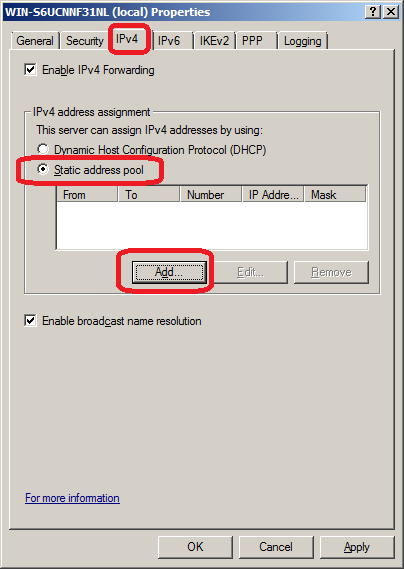 WIN-S6UCNNF31NL (local) Properties
General Security IPv4 IPv6 IKEv2 PPP Logging
Enable IPv4 Forwarding
IPv4 address assignment
This server can assign IPv4 addresses by using:
Dynamic Host Configuration Protocol (DHCP)
Static address pool
From To Number IP Addre... Mask
Add... Edit... Remove
Enable broadcast name resolution
For more information
OK Cancel Apply